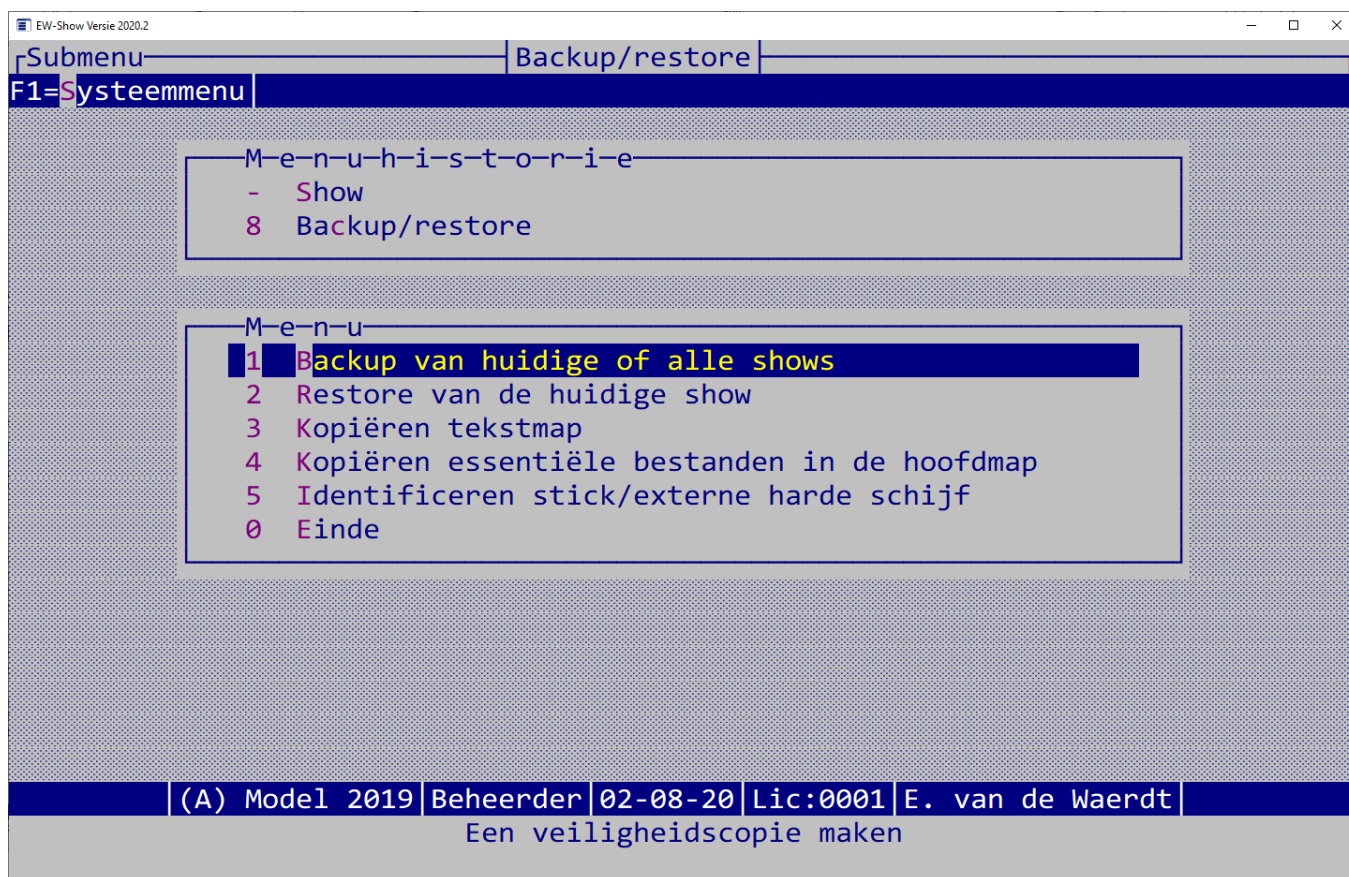 EW-Show Versie 2020.2
Submenu Backup/restore
F1=Systeemmenu
M-e-n-u-h-i-s-t-o-r-i-e
- Show
8 Backup/restore
M-e-n-u
1 Backup van huidige of alle shows
2 Restore van de huidige show
3 Kopiëren tekstmap
4 Kopiëren essentiële bestanden in de hoofdmap
5 Identificeren stick/externe harde schijf
0 Einde
(A) Model 2019|Beheerder|02-08-20|Lic:0001|E. van de Waerdt|
Een veiligheidscopie maken